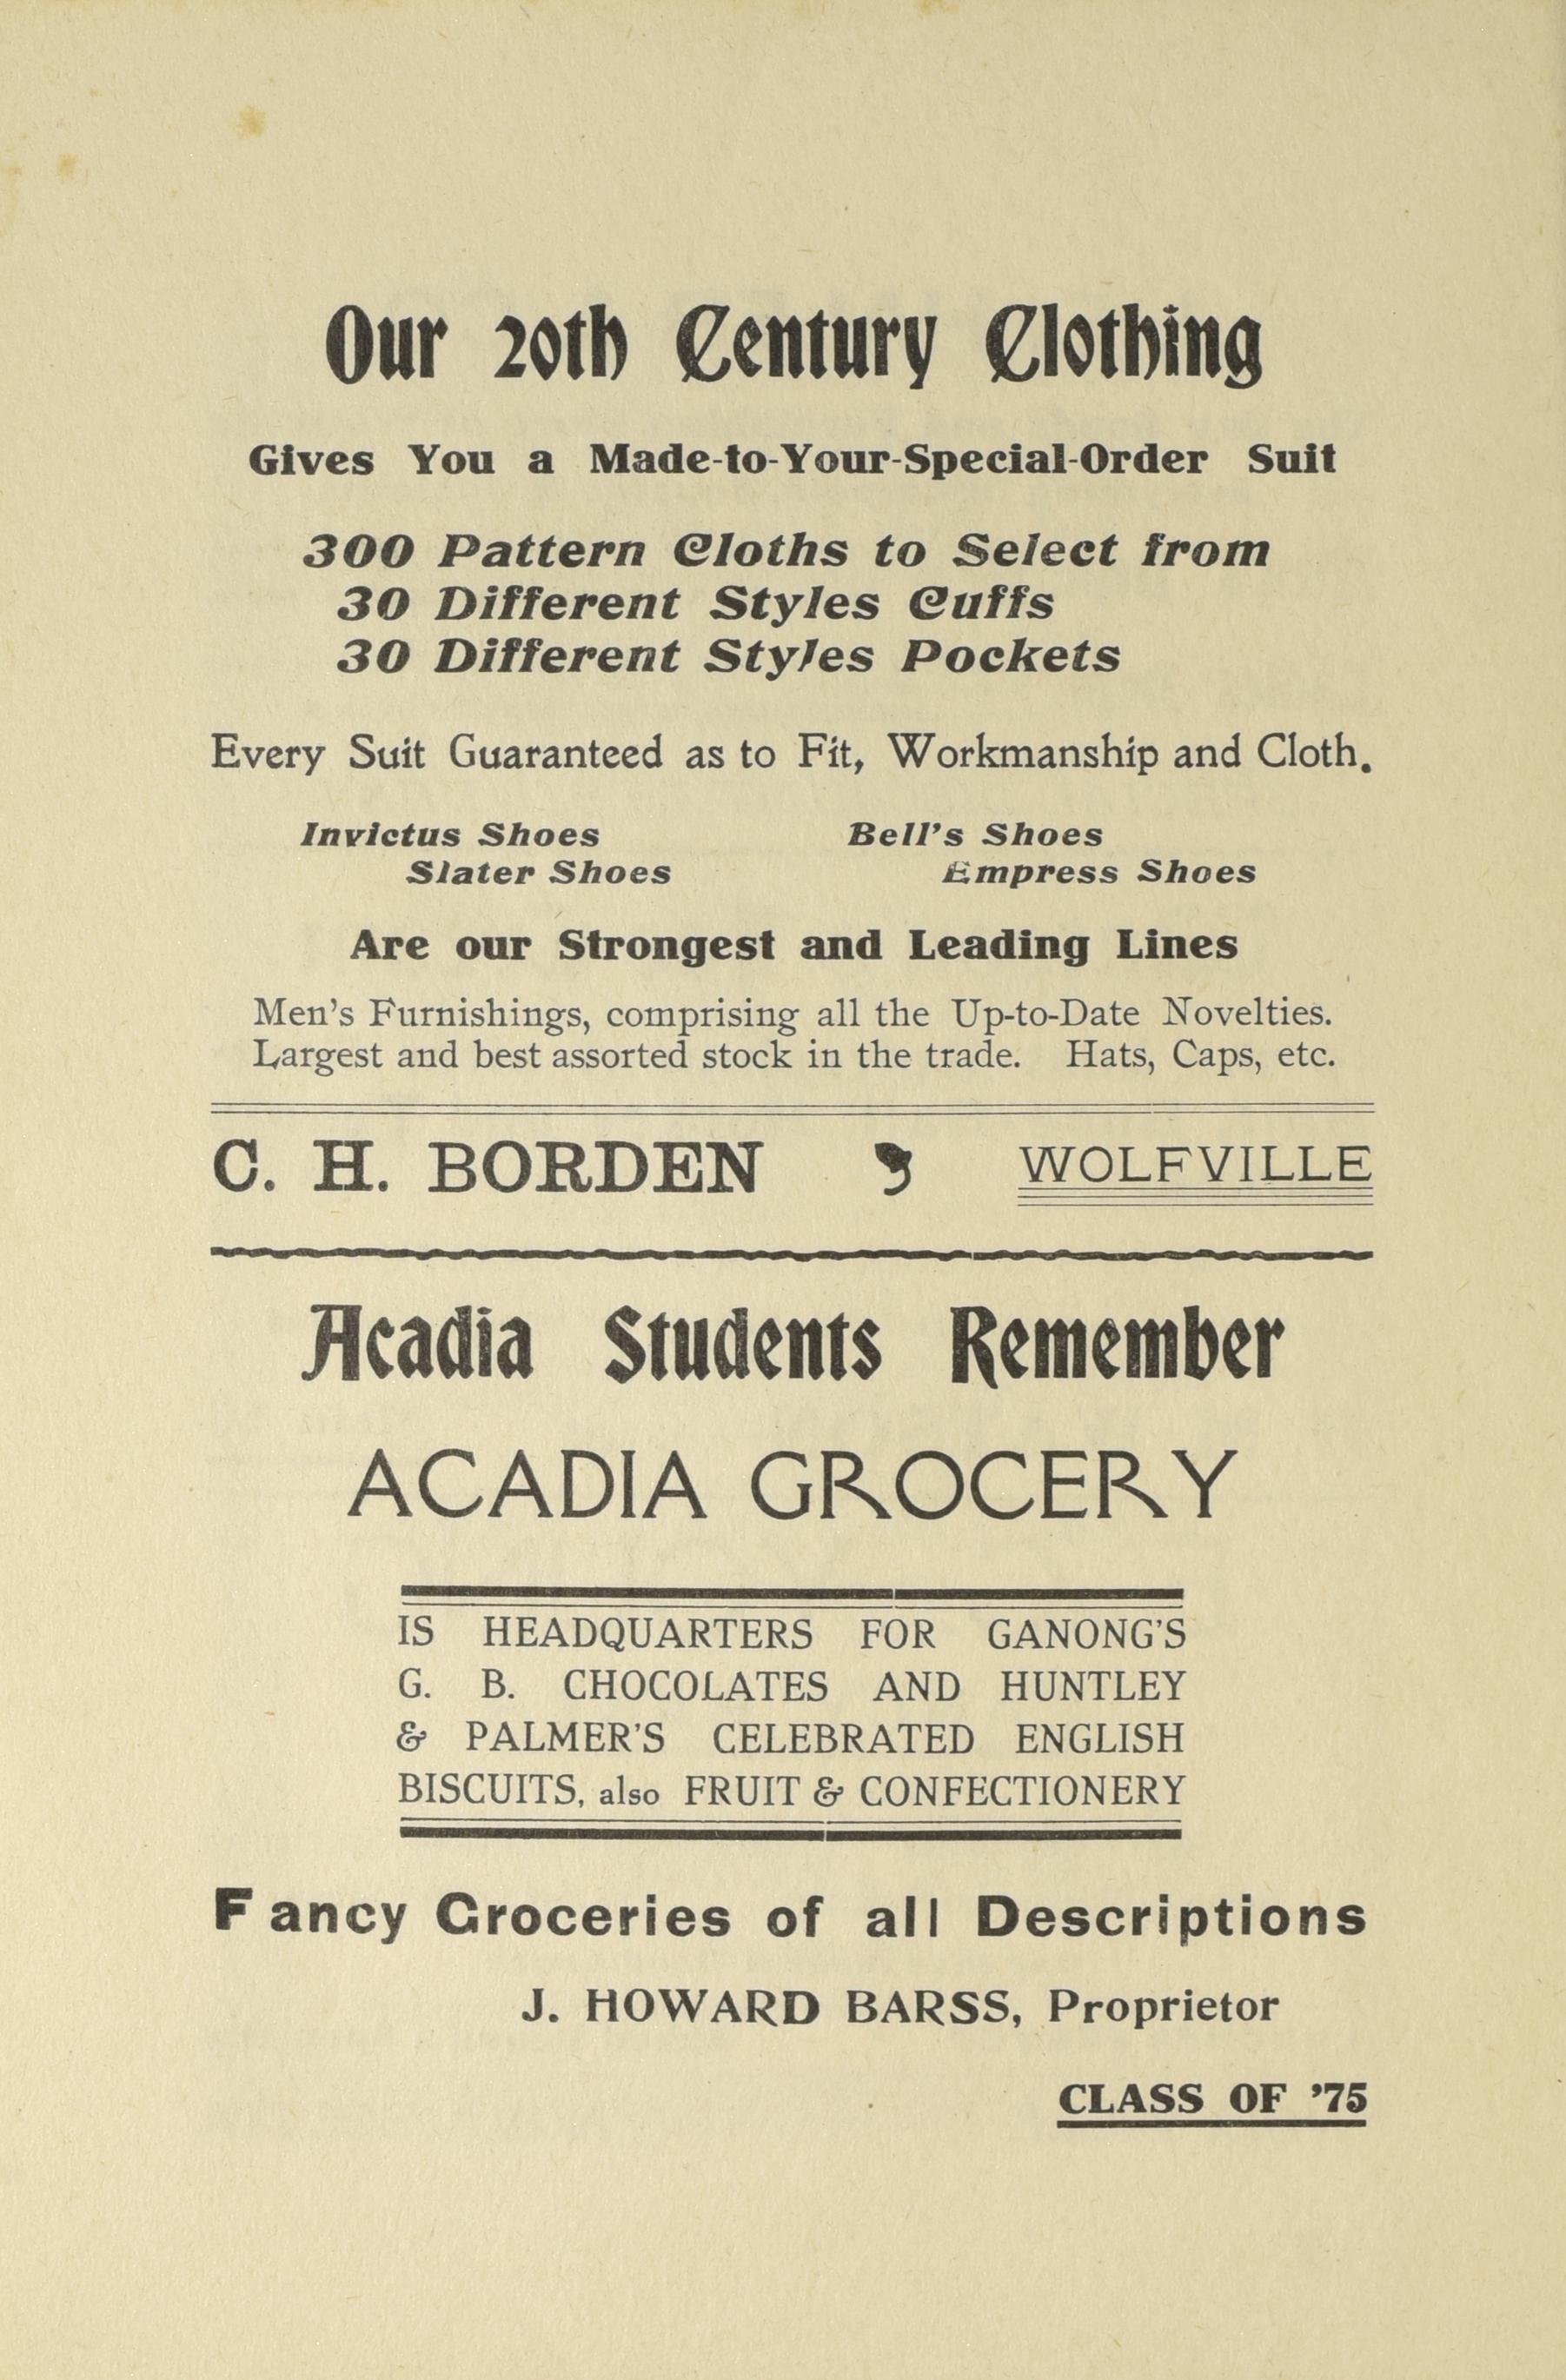 Our 20th Century Clothing
Gives You a Made-to-Your-Special-Order Suit
300 Pattern Cloths to Select from
30 Different Styles Cuffs
30 Different Styles Pockets
Every Suit Guaranteed as to Fit, Workmanship and Cloth.
Invictus Shoes Bell's Shoes
Slater Shoes Empress Shoes
Are our Strongest and Leading Lines
Men's Furnishings, comprising all the Up-to-Date Novelties.
Largest and best assorted stock in the trade. Hats, Caps, etc.
C. H. BORDEN , WOLFVILLE
Acadia Students Remember
ACADIA GROCERY
IS HEADQUARTERS FOR GANONG'S
G. B. CHOCOLATES AND HUNTLEY
& PALMER'S CELEBRATED ENGLISH
BISCUITS, also FRUIT & CONFECTIONERY
Fancy Groceries of all Descriptions
J. HOWARD BARSS, Proprietor
CLASS OF '75